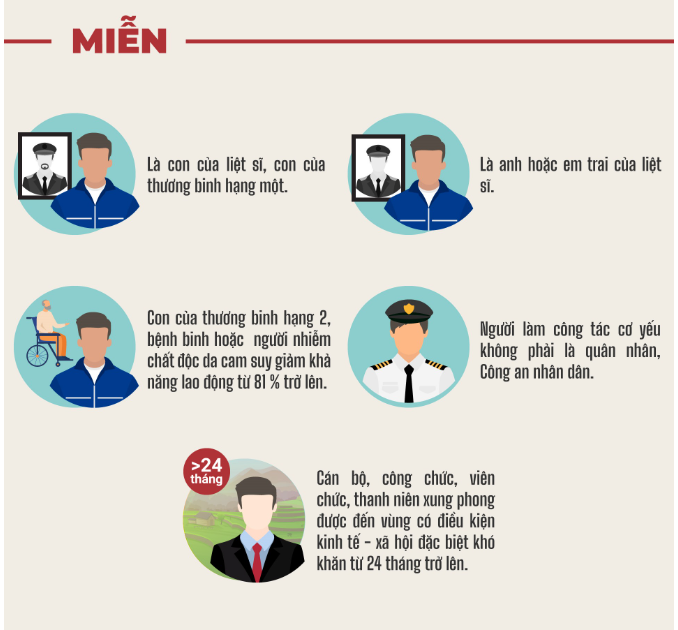 MIỄN
Là con của liệt sĩ, con của
thương binh hạng một.
Là anh hoặc em trai của liệt
sĩ.
Con của thương binh hạng 2,
bệnh binh hoặc người nhiễm
chất độc da cam suy giảm khả
năng lao động từ 81 % trở lên.
Người làm công tác cơ yếu
không phải là quân nhân,
Công an nhân dân.
>24
tháng
Cán bộ, công chức, viên
chức, thanh niên xung phong
được đến vùng có điều kiện
kinh tế - xã hội đặc biệt khó
khăn từ 24 tháng trở lên.